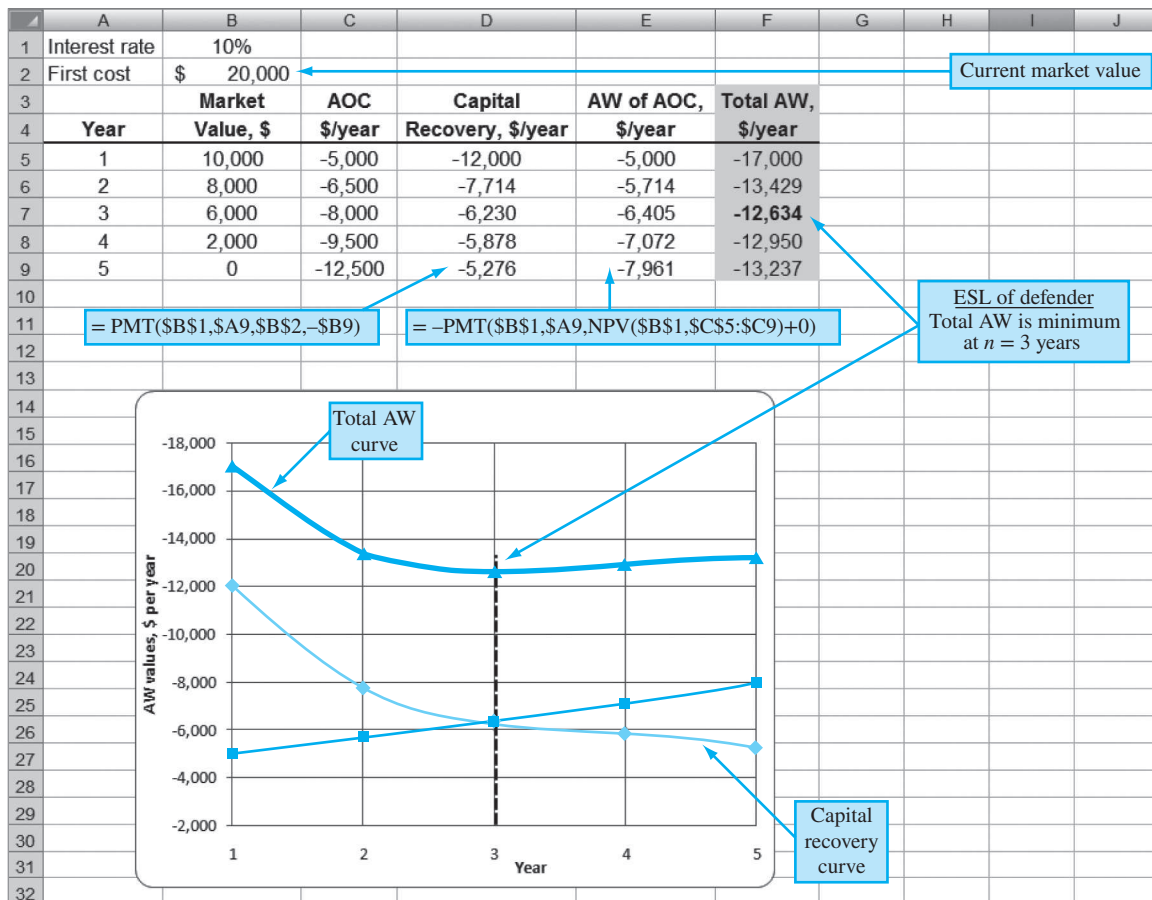 A B C D E F G H I J
1 Interest rate 10%
2 First cost $ 20,000
Current market value
3 Market AOC Capital AW of AOC, Total AW,
4 Year Value, $ $/year Recovery, $/year $/year $/year
5 1 10,000 -5,000 -12,000 -5,000 -17,000
6 2 8,000 -6,500 -7,714 -5,714 -13,429
7 3 6,000 -8,000 -6,230 -6,405 -12,634
8 4 2,000 -9,500 -5,878 -7,072 -12,950
9 5 0 -12,500 -5,276 -7,961 -13,237
10
11
12
= PMT($B$1,$A9,$B$2,–$B9)
= –PMT($B$1,$A9,NPV($B$1,$C$5:$C9)+0)
ESL of defender
Total AW is minimum
at n = 3 years
13
14
15
16
17
18
19
20
21
22
23
24
25
26
27
28
29
30
31
32
Total AW
curve
AW values, $ per year
-18,000
-16,000
-14,000
-12,000
-10,000
-8,000
-6,000
-4,000
-2,000
1 2 3 4 5
Year
Capital
recovery
curve